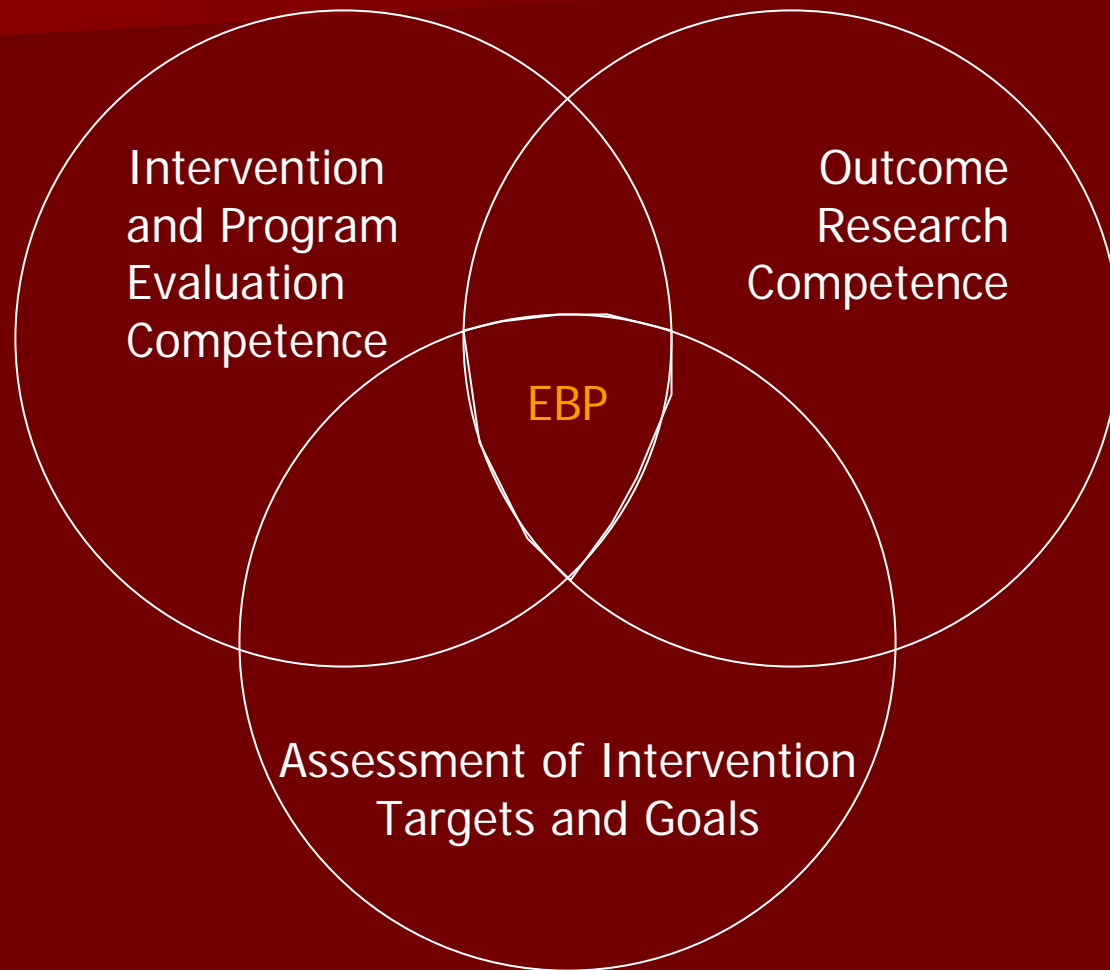 Intervention
and Program
Evaluation
Competence
Outcome
Research
Competence
EBP
Assessment of Intervention
Targets and Goals